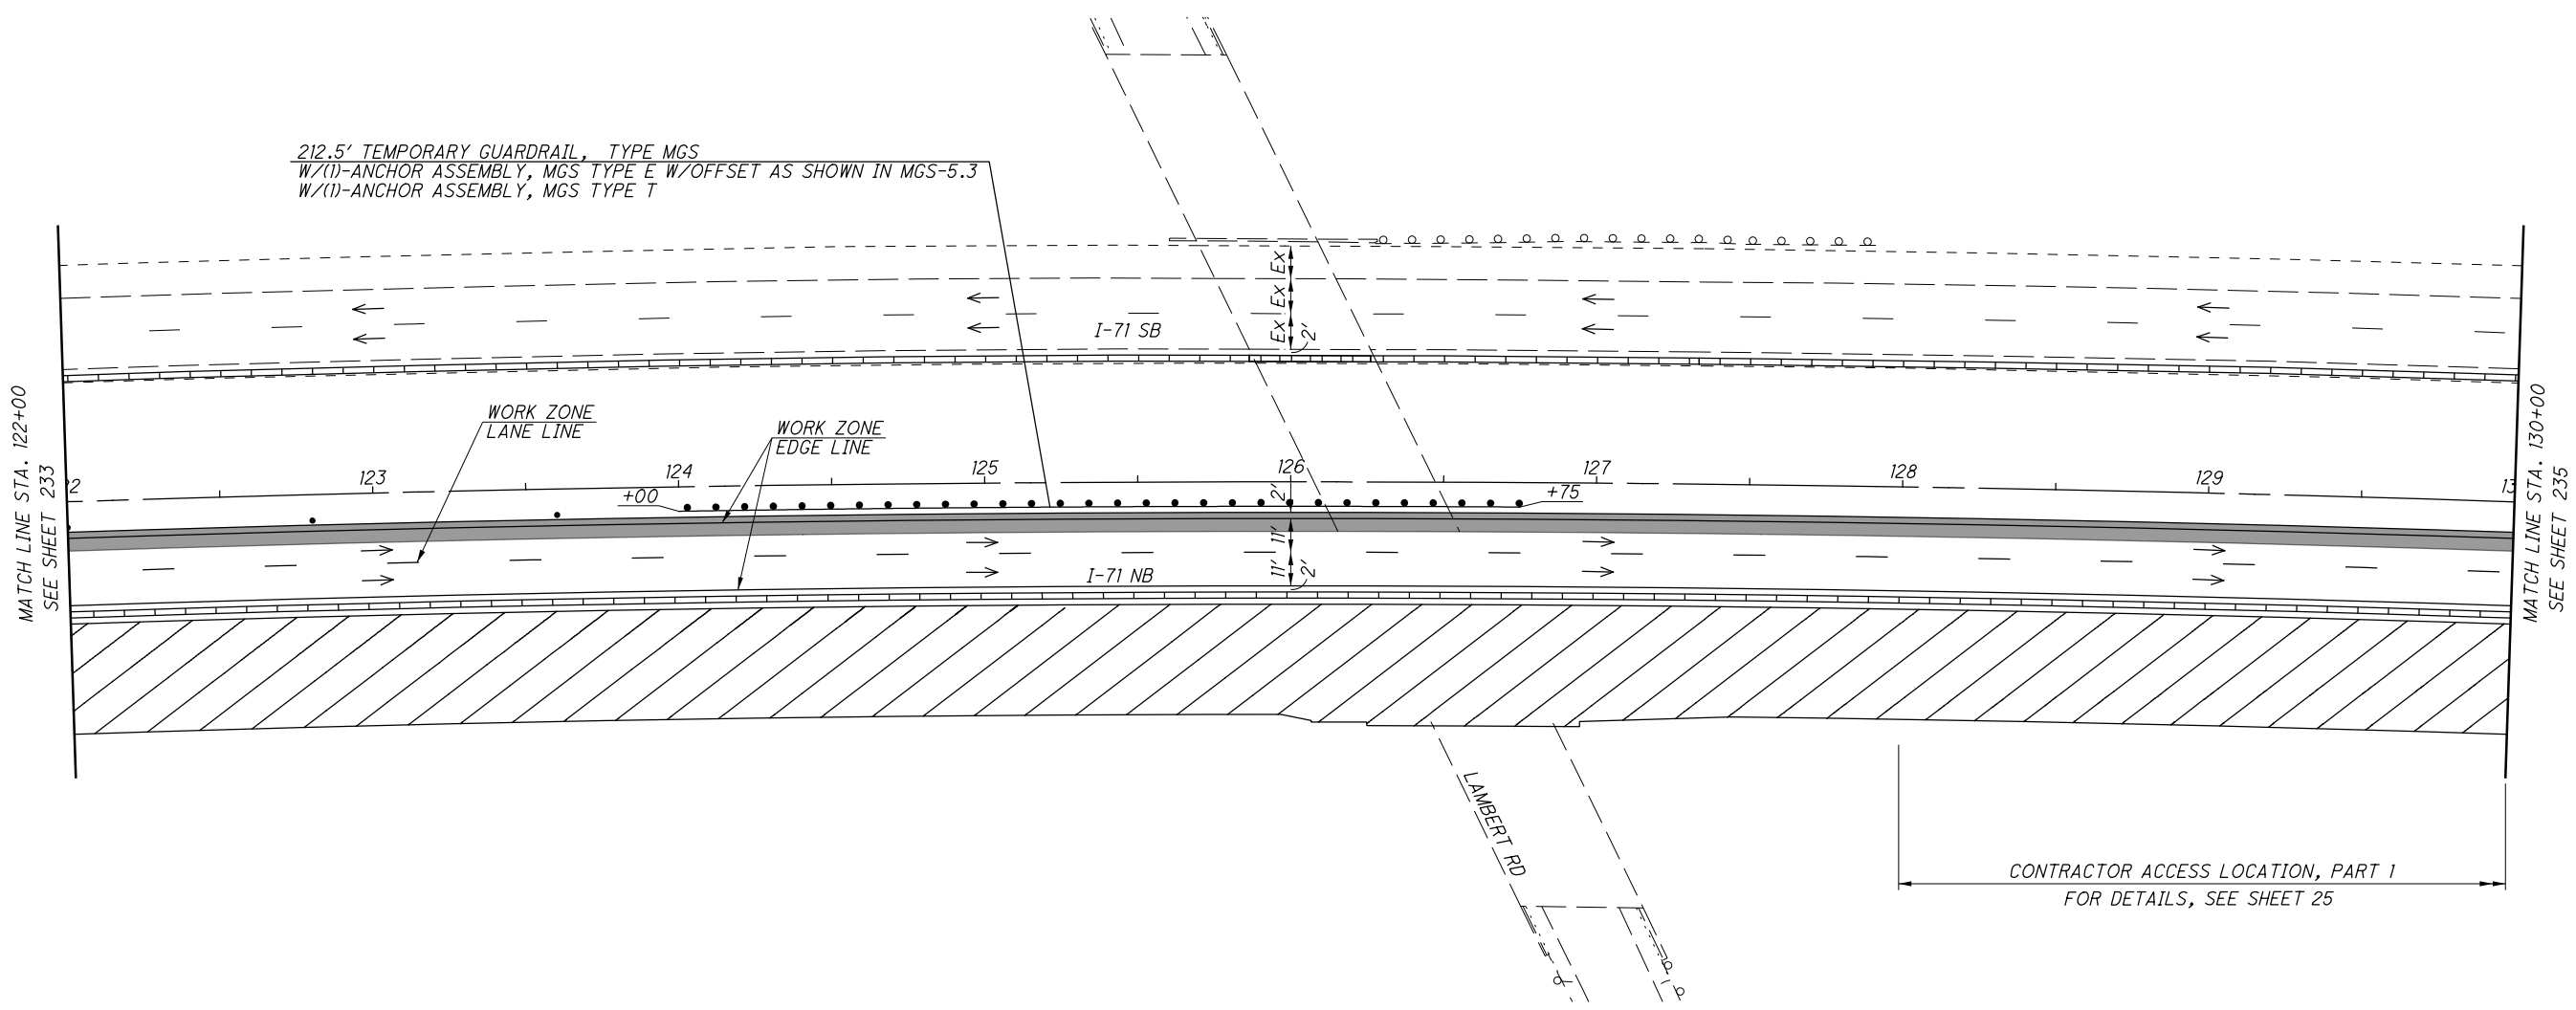 212.5' TEMPORARY GUARDRAIL, TYPE MGS
W/(1)-ANCHOR ASSEMBLY, MGS TYPE E W/OFFSET AS SHOWN IN MGS-5.3
W/(1)-ANCHOR ASSEMBLY, MGS TYPE T
Ex
Ex
Ex
2'
I-71 SB
MATCH LINE STA. 122+00
SEE SHEET 233
WORK ZONE
LANE LINE
WORK ZONE
EDGE LINE
22
123
124
125
126
127
128
129
13
+00
2'
+75
11'
11'
2'
I-71 NB
MATCH LINE STA. 130+00
SEE SHEET 235
LAMBERT RD
CONTRACTOR ACCESS LOCATION, PART 1
FOR DETAILS, SEE SHEET 25